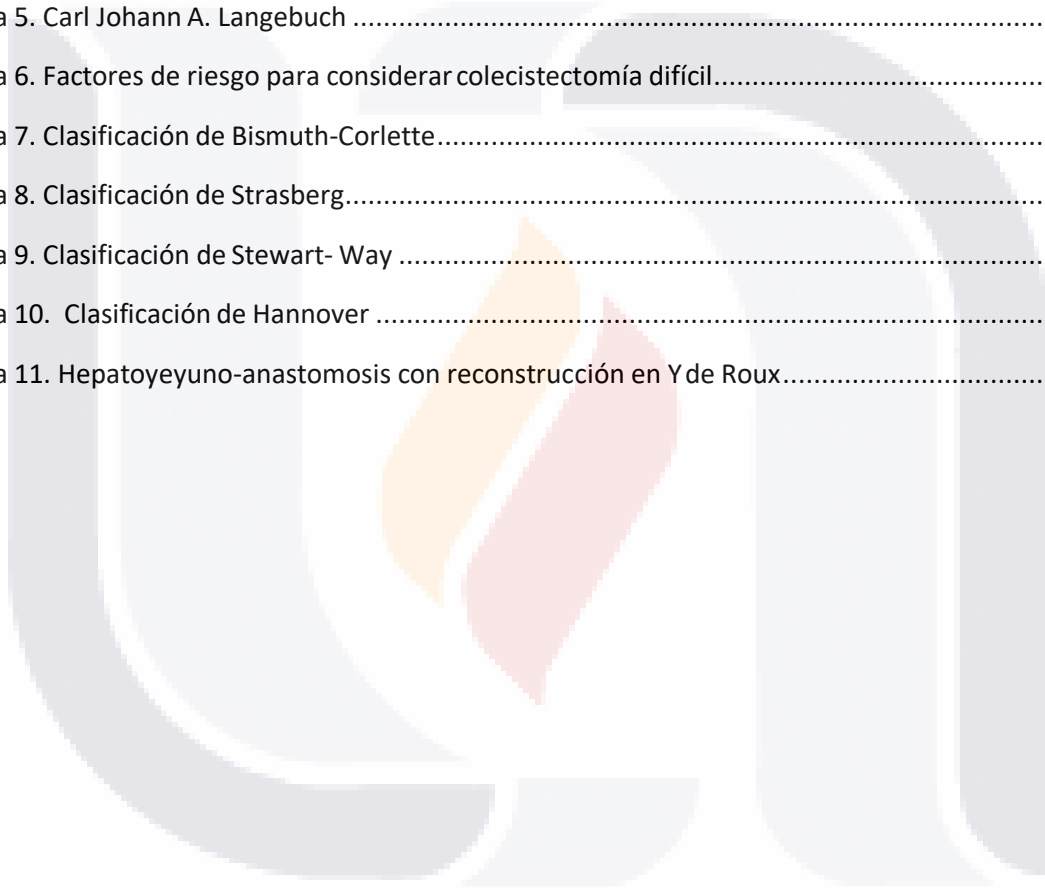 a 5. Carl Johann A. Langebuch ....................................................................................................
a 6. Factores de riesgo para considerar colecistectomía difícil................................................
a 7. Clasificación de Bismuth-Corlette.........................................................................................
a 8. Clasificación de Strasberg.....................................................................................................
a 9. Clasificación de Stewart- Way ..............................................................................................
a 10. Clasificación de Hannover .................................................................................................
a 11. Hepatoyeyuno-anastomosis con reconstrucción en Y de Roux......................................